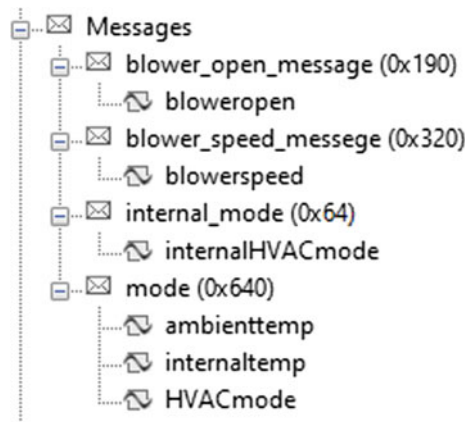 Messages
blower_open_message (0x190)
bloweropen
blower_speed_messege (0x320)
blowerspeed
internal_mode (0x64)
internalHVACmode
mode (0x640)
ambienttemp
internaltemp
HVACmode